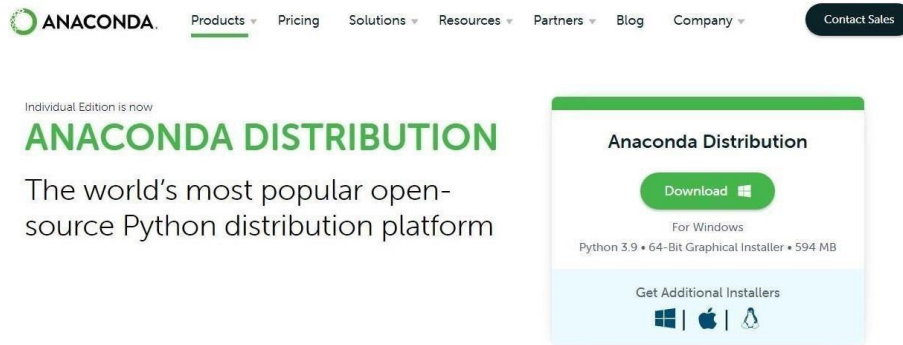 ANACONDA.
Products
Pricing
Solutions
Resources
Partners
Blog
Company
Contact Sales
Individual Edition is now
ANACONDA DISTRIBUTION
The world's most popular open-
source Python distribution platform
Anaconda Distribution
Download
For Windows
Python 3.9 • 64-Bit Graphical Installer • 594 MB
Get Additional Installers